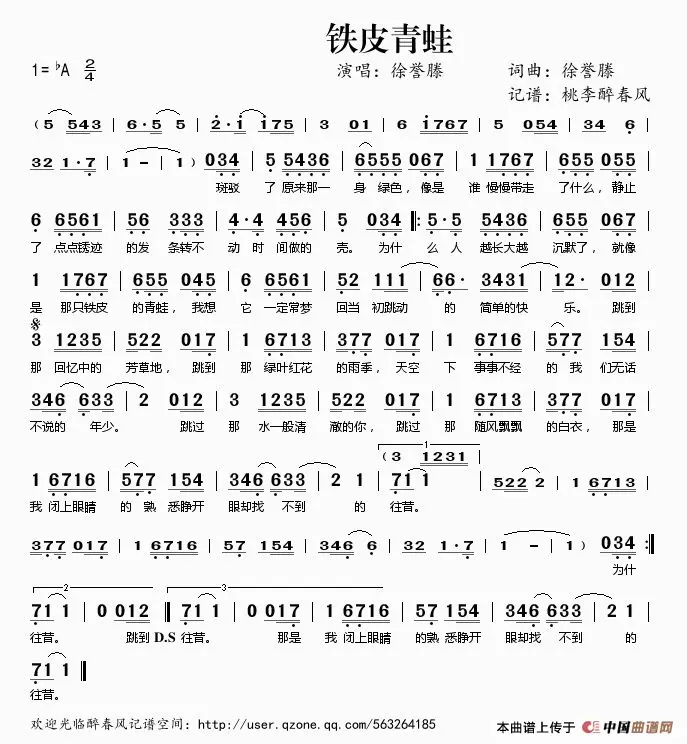 铁皮青蛙
1=♭A 2/4 演唱：徐誉滕 词曲：徐誉滕
记谱：桃李醉春风
(5 543 | 6·5 5 | 2·1 175 | 3 01 | 6 1767 | 5 054 | 34 6 |
32 1·7 | 1 – | 1) 034 | 5 5436 | 6555 067 | 1 1767 | 655 055 |
斑驳 了 原来那一 身 绿色，像是 谁 慢慢带走 了什么，静止
6 6561 | 56 333 | 4·4 456 | 5 034 |: 5·5 5436 | 655 067 |
了 点点锈迹 的发 条转不 动时 间做的 壳。为什 么人 越长大越 沉默了，就像
1 1767 | 655 045 | 6 6561 | 52 111 | 66· 3431 | 12· 012 |
是 那只铁皮 的青蛙，我想 它 一定常梦 回当 初跳动 的 简单的快 乐。跳到
3 1235 | 522 017 | 1 6713 | 377 017 | 1 6716 | 577 154 |
那 回忆中的 芳草地，跳到 那 绿叶红花 的雨季，天空 下 事事不经 的我 们无话
346 633 | 2 012 | 3 1235 | 522 017 | 1 6713 | 377 017 |
不说的 年少。 跳过 那 水一般清 澈的你，跳过 那 随风飘飘 的白衣，那是
1 (3 1231
1 6716 | 577 154 | 346 633 | 2 1 | 71 1 | 522 2 | 1 6713 |
我 闭上眼睛 的熟 悉睁开 眼却找 不到 的 往昔。
377 017 | 1 6716 | 57 154 | 346 6 | 32 1·7 | 1 – | 1) 034 :|
为什
2 3
71 1 | 0 012 || 71 1 | 0 017 | 1 6716 | 57 154 | 346 633 | 2 1 |
往昔。 跳到 D.S 往昔。 那是 我 闭上眼睛 的熟 悉睁开 眼却找 不到 的
71 1 ||
往昔。
欢迎光临醉春风记谱空间：http://user.qzone.qq.com/563264185 本曲谱上传于 中国曲谱网